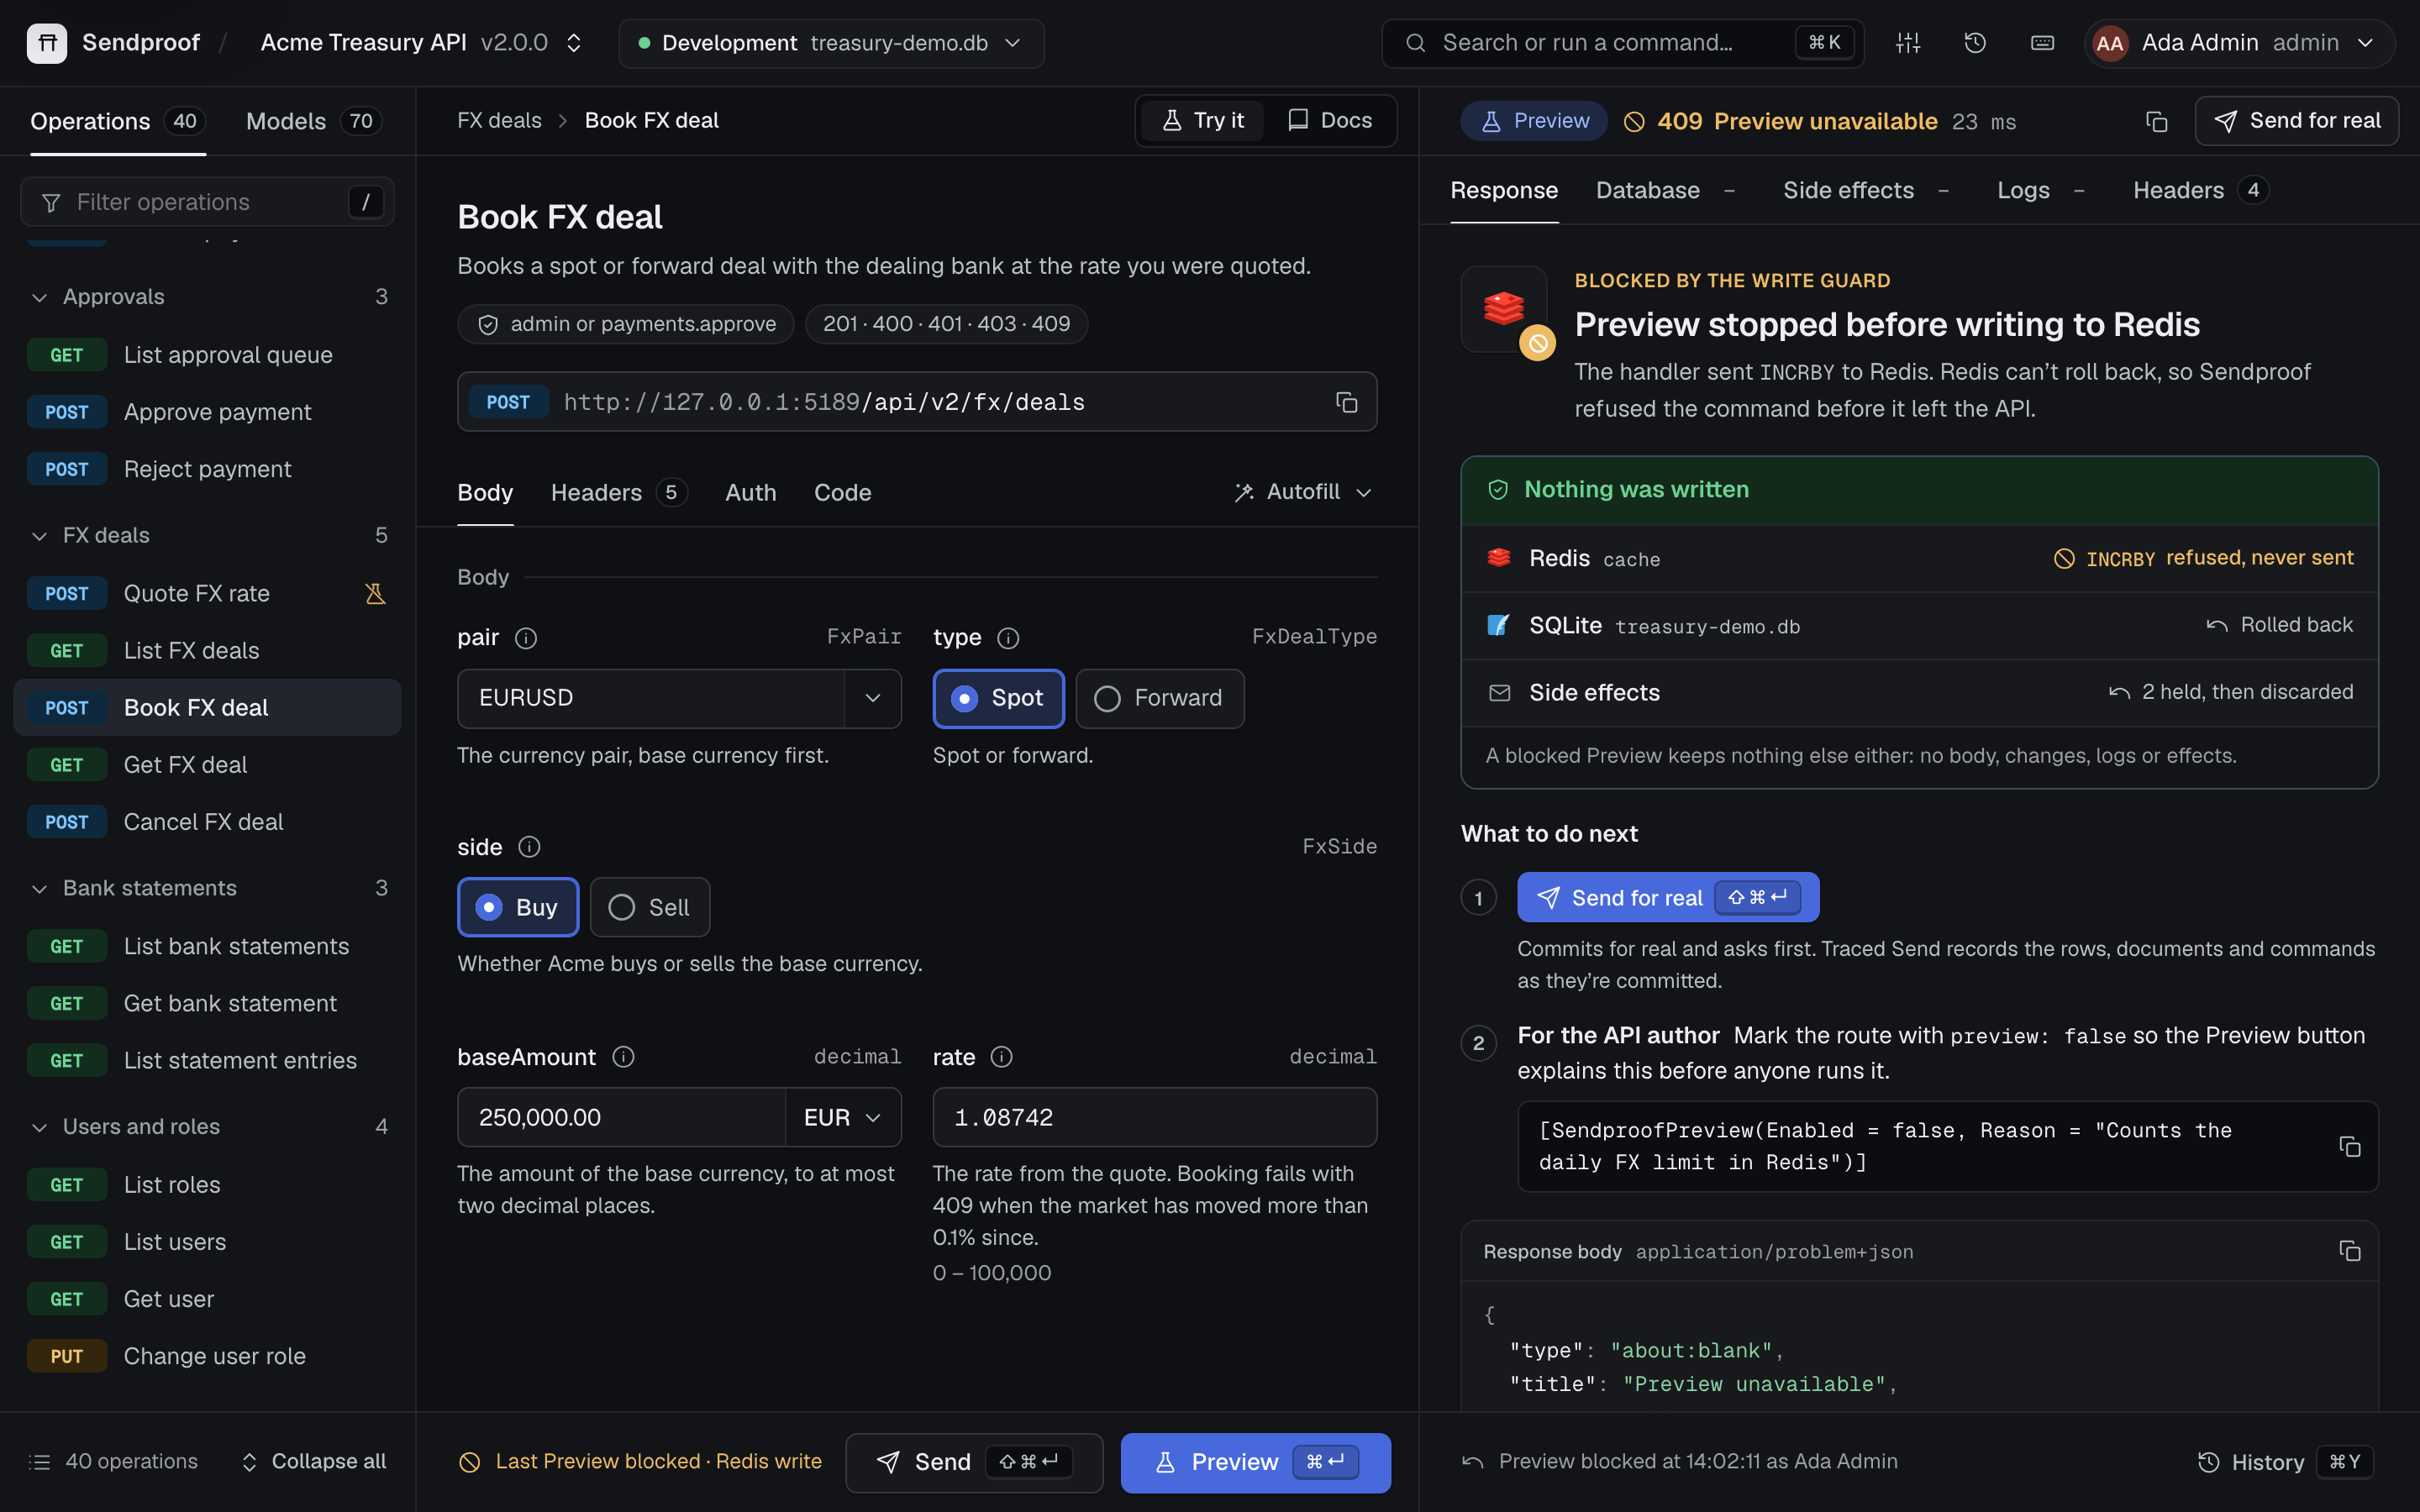 Sendproof / Acme Treasury API v2.0.0
Development treasury-demo.db
Search or run a command… ⌘K
AA Ada Admin admin
Operations 40 Models 70
Filter operations /
Approvals 3
GET List approval queue
POST Approve payment
POST Reject payment
FX deals 5
POST Quote FX rate
GET List FX deals
POST Book FX deal
GET Get FX deal
POST Cancel FX deal
Bank statements 3
GET List bank statements
GET Get bank statement
GET List statement entries
Users and roles 4
GET List roles
GET List users
GET Get user
PUT Change user role
40 operations Collapse all
FX deals > Book FX deal
Try it Docs
Book FX deal
Books a spot or forward deal with the dealing bank at the rate you were quoted.
admin or payments.approve 201 · 400 · 401 · 403 · 409
POST http://127.0.0.1:5189/api/v2/fx/deals
Body Headers 5 Auth Code Autofill
Body
pair FxPair
EURUSD
The currency pair, base currency first.
type FxDealType
Spot Forward
Spot or forward.
side FxSide
Buy Sell
Whether Acme buys or sells the base currency.
baseAmount decimal
250,000.00 EUR
The amount of the base currency, to at most
two decimal places.
rate decimal
1.08742
The rate from the quote. Booking fails with
409 when the market has moved more than
0.1% since.
0 – 100,000
Last Preview blocked · Redis write
Send ⇧⌘↵
Preview ⌘↵
Preview 409 Preview unavailable 23 ms
Send for real
Response Database – Side effects – Logs – Headers 4
BLOCKED BY THE WRITE GUARD
Preview stopped before writing to Redis
The handler sent INCRBY to Redis. Redis can’t roll back, so Sendproof
refused the command before it left the API.
Nothing was written
Redis cache INCRBY refused, never sent
SQLite treasury-demo.db Rolled back
Side effects 2 held, then discarded
A blocked Preview keeps nothing else either: no body, changes, logs or effects.
What to do next
1 Send for real ⇧⌘↵
Commits for real and asks first. Traced Send records the rows, documents and commands
as they’re committed.
2 For the API author Mark the route with preview: false so the Preview button
explains this before anyone runs it.
[SendproofPreview(Enabled = false, Reason = "Counts the
daily FX limit in Redis")]
Response body application/problem+json
{
"type": "about:blank",
"title": "Preview unavailable",
Preview blocked at 14:02:11 as Ada Admin
History ⌘Y